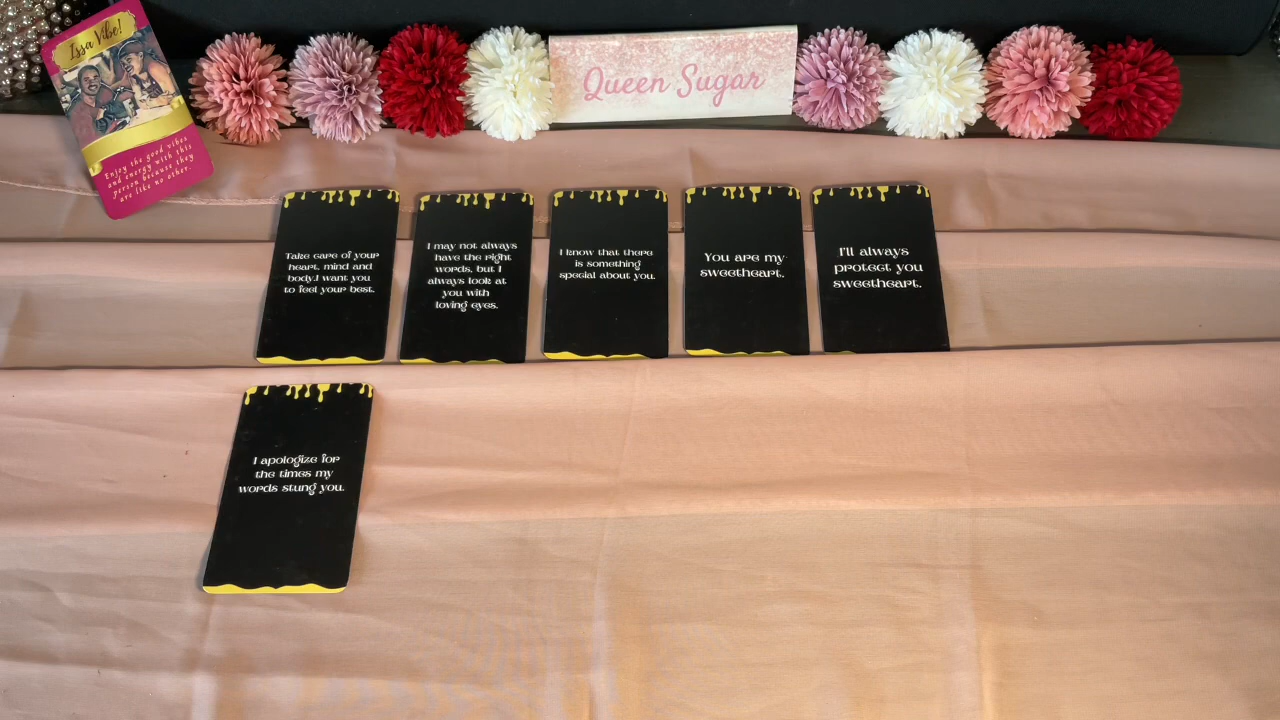 Issa Vibe!
Enjoy the good vibes
and energy with this
person because they
are like no other.
Queen Sugar
Take care of your
heart, mind and
body.I want you
to feel your best.
I may not always
have the right
words, but I
always look at
you with
loving eyes.
I know that there
is something
special about you.
You are my
sweetheart.
I'll always
protect you
sweetheart.
I apologize for
the times my
words stung you.